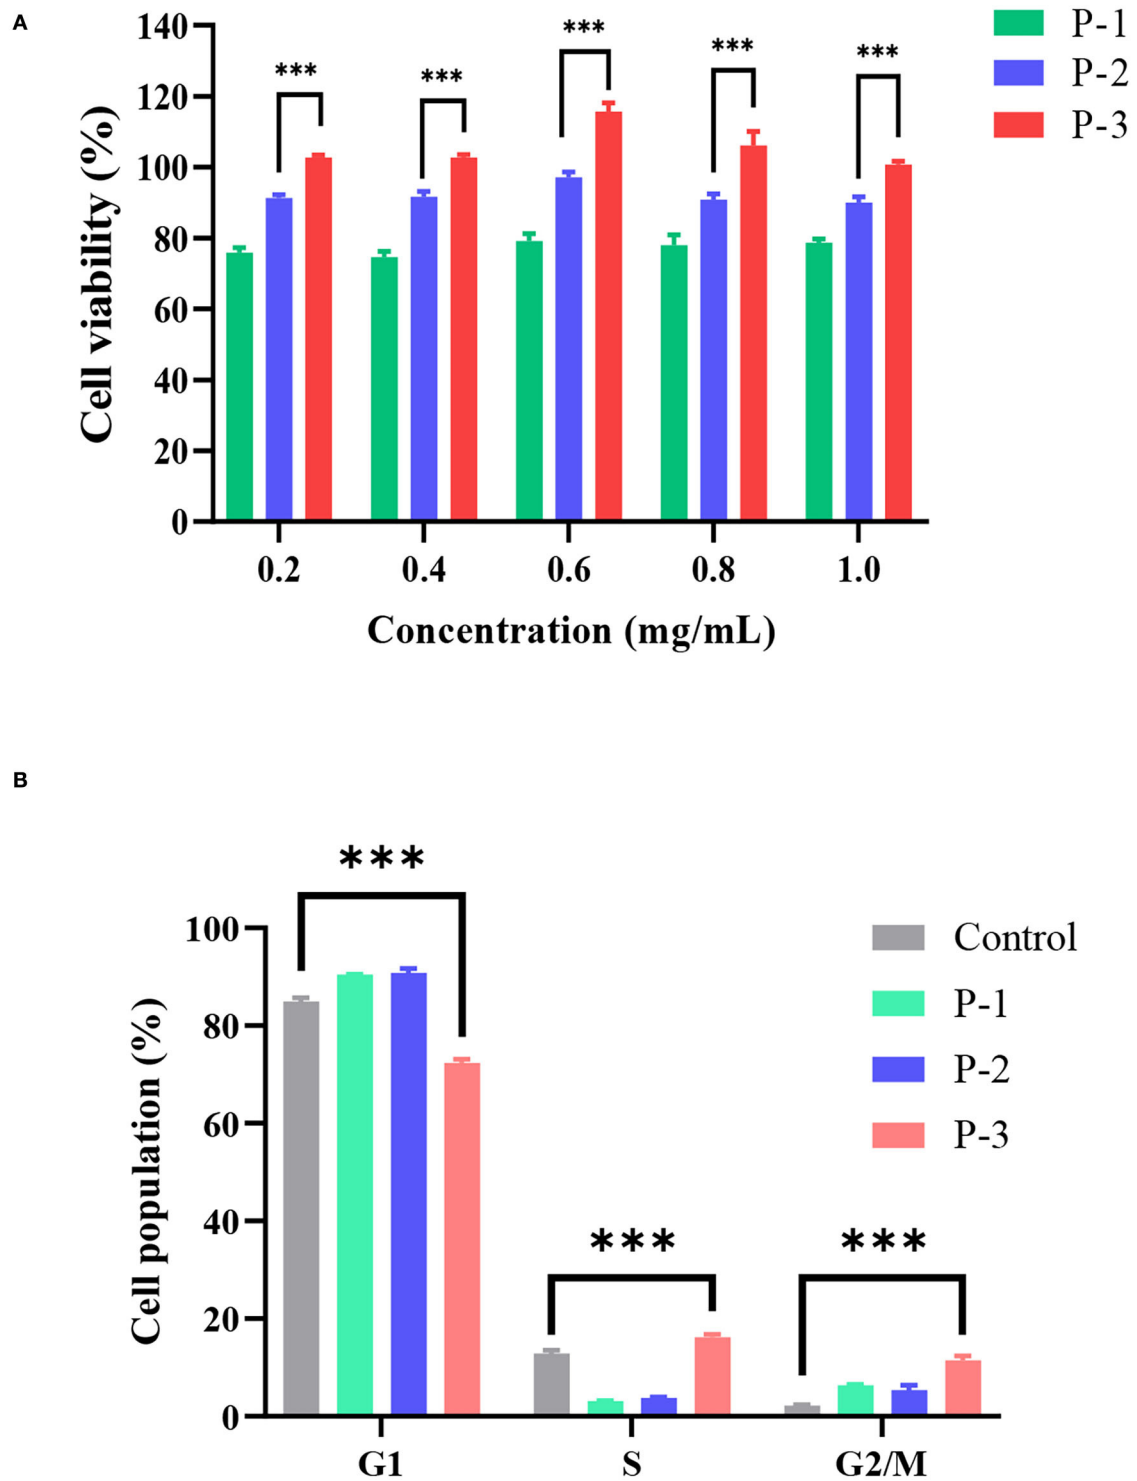 A
Cell viability (%)
140
120
100
80
60
40
20
0
***
***
***
***
***
0.2 0.4 0.6 0.8 1.0
Concentration (mg/mL)
P-1
P-2
P-3
B
Cell population (%)
100
80
60
40
20
0
***
***
***
G1 S G2/M
Control
P-1
P-2
P-3